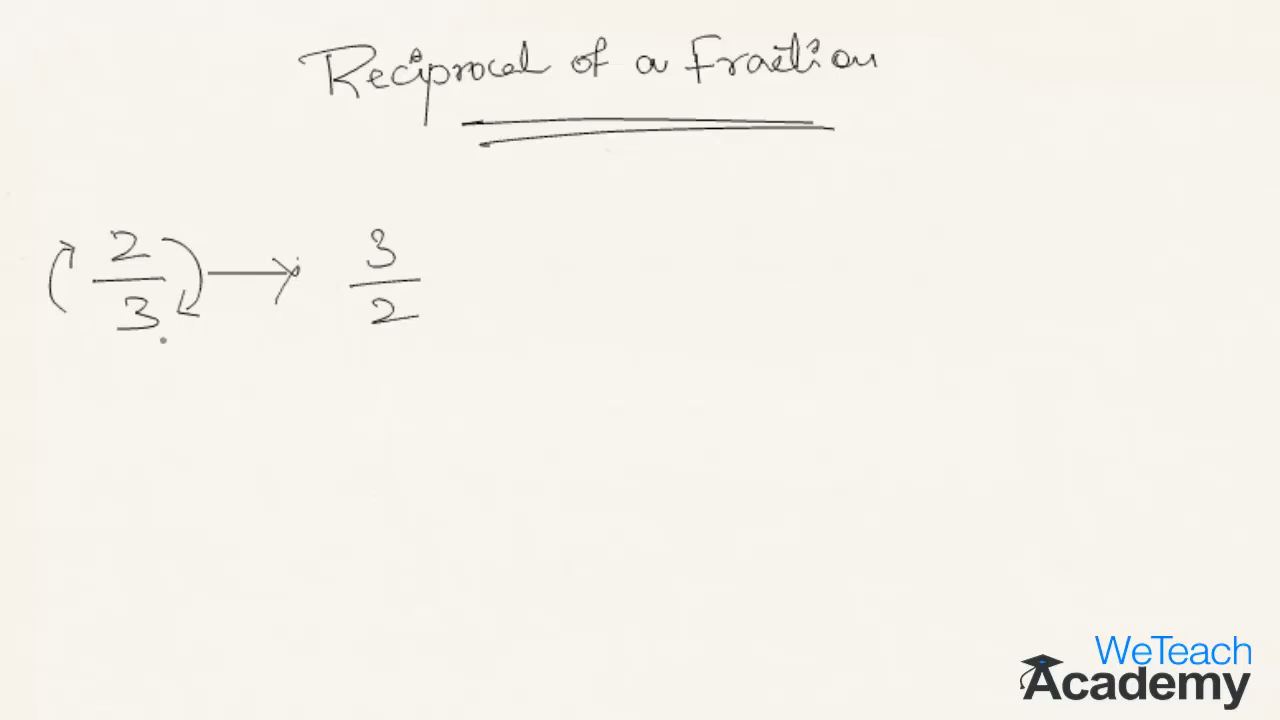 Reciprocal of a Fraction
2/3 → 3/2
WeTeach
Academy